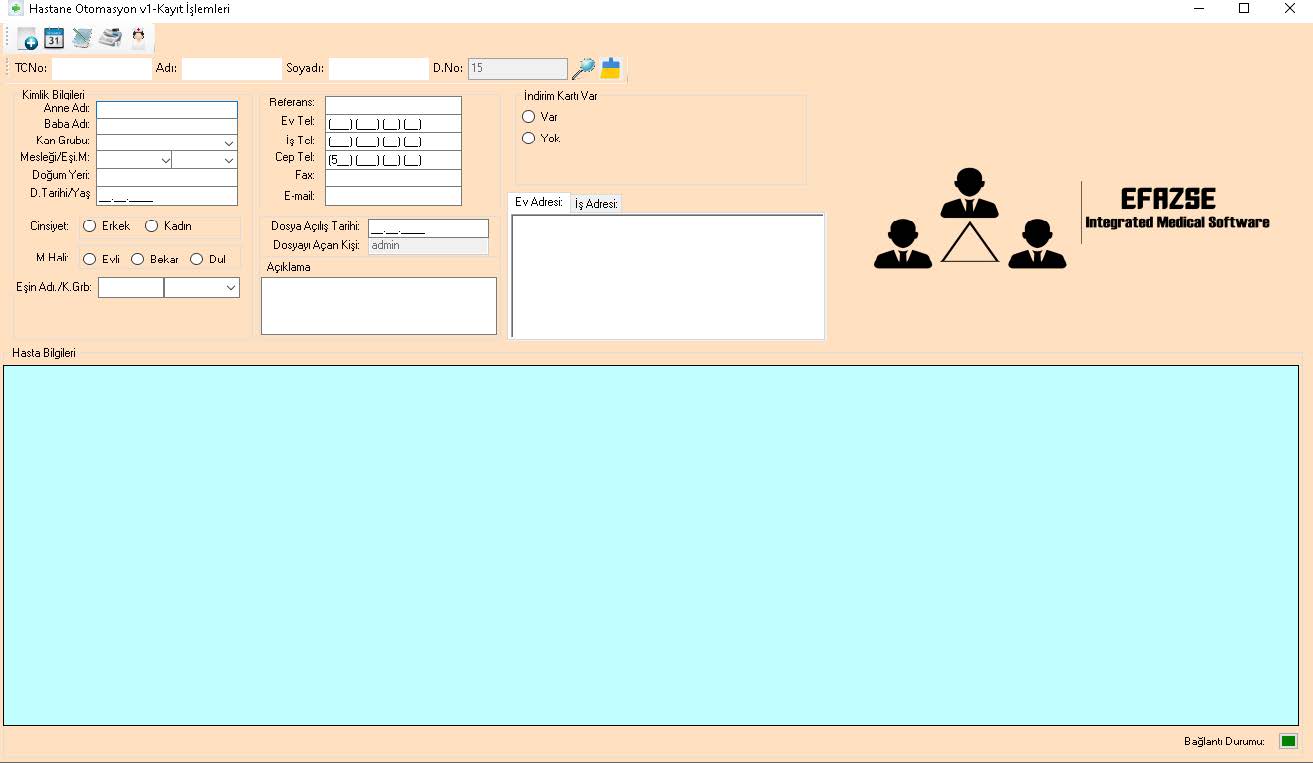 Hastane Otomasyon v1-Kayıt İşlemleri
31
TCNo: Adı: Soyadı: D.No: 15
Kimlik Bilgileri
Anne Adı:
Baba Adı:
Kan Grubu:
Mesleği/Eşi.M:
Doğum Yeri:
D.Tarihi/Yaş __.__.____
Cinsiyet: Erkek Kadın
M.Hali: Evli Bekar Dul
Eşin Adı./K.Grb:
Referans:
Ev Tel: (___) (___) (__) (__)
İş Tel: (___) (___) (__) (__)
Cep Tel: (5__) (___) (__) (__)
Fax:
E-mail:
Dosya Açılış Tarihi: __.__.____
Dosyayı Açan Kişi: admin
Açıklama
İndirim Kartı Var
Var
Yok
Ev Adresi: İş Adresi:
EFAZSE
Integrated Medical Software
Hasta Bilgileri
Bağlantı Durumu: